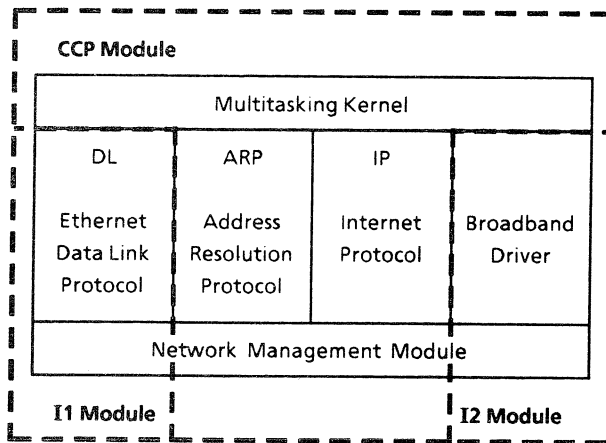 CCP Module
Multitasking Kernel
DL
Ethernet
Data Link
Protocol
ARP
Address
Resolution
Protocol
IP
Internet
Protocol
Broadband
Driver
Network Management Module
I1 Module
I2 Module